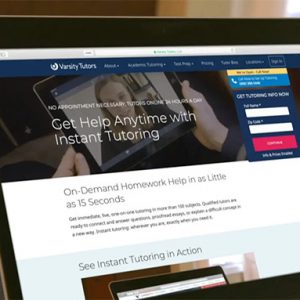 Varsity Tutors
About
Academic Tutoring
Test Prep
Pricing
Locations
Sign In
NO APPOINTMENT NECESSARY, TUTORS ONLINE 24 HOURS A DAY
Get Help Anytime with
Instant Tutoring
GET TUTORING INFO NOW
Full Name *
Zip Code *
CONTINUE
On-Demand Homework Help in as Little
as 15 Seconds
Get immediate, live, one-on-one tutoring in more than 100 subjects. Qualified tutors are
ready to connect and answer questions, proofread essays, or explain a difficult concept in
a new way. Instant tutoring: wherever you are, exactly when you need it.
See Instant Tutoring in Action